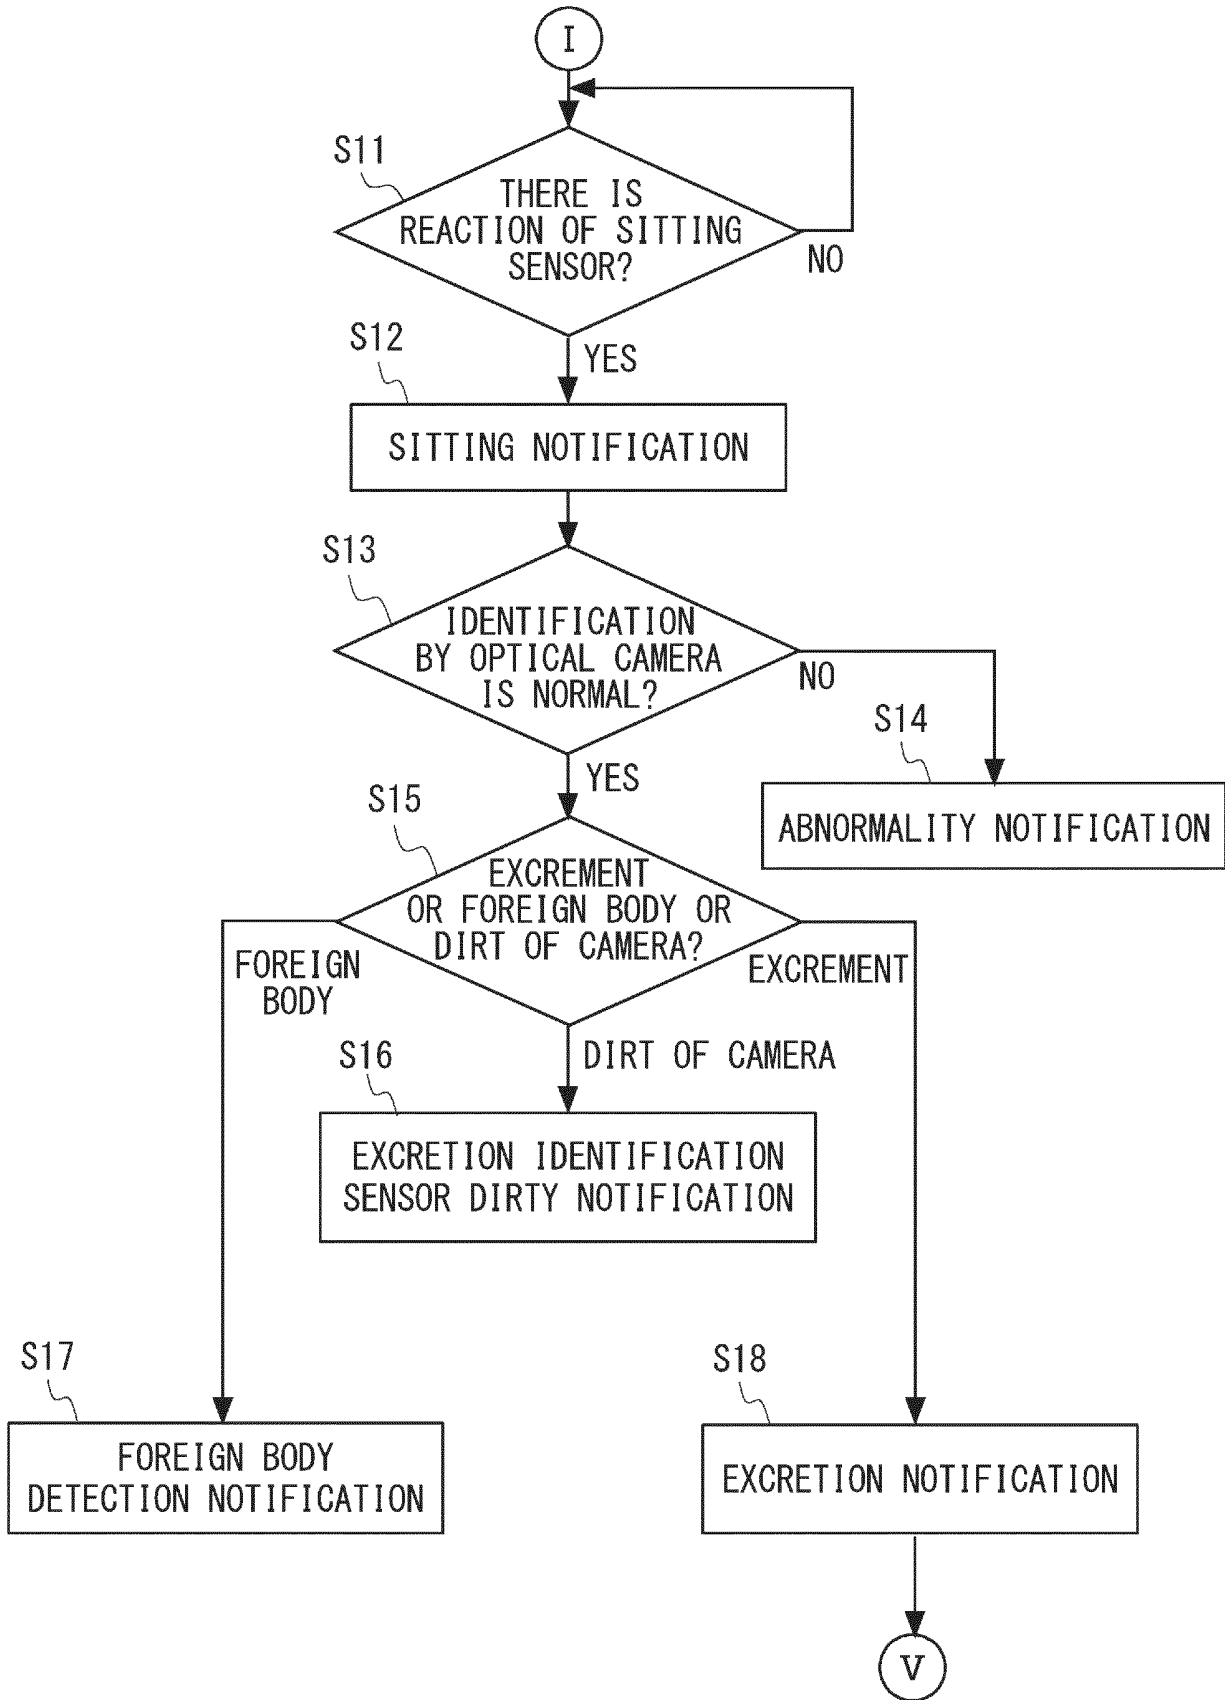 I
S11
THERE IS
REACTION OF SITTING
SENSOR?
NO
YES
S12
SITTING NOTIFICATION
S13
IDENTIFICATION
BY OPTICAL CAMERA
IS NORMAL?
NO
YES
S14
ABNORMALITY NOTIFICATION
S15
EXCREMENT
OR FOREIGN BODY OR
DIRT OF CAMERA?
FOREIGN
BODY
EXCREMENT
DIRT OF CAMERA
S16
EXCRETION IDENTIFICATION
SENSOR DIRTY NOTIFICATION
S17
FOREIGN BODY
DETECTION NOTIFICATION
S18
EXCRETION NOTIFICATION
V